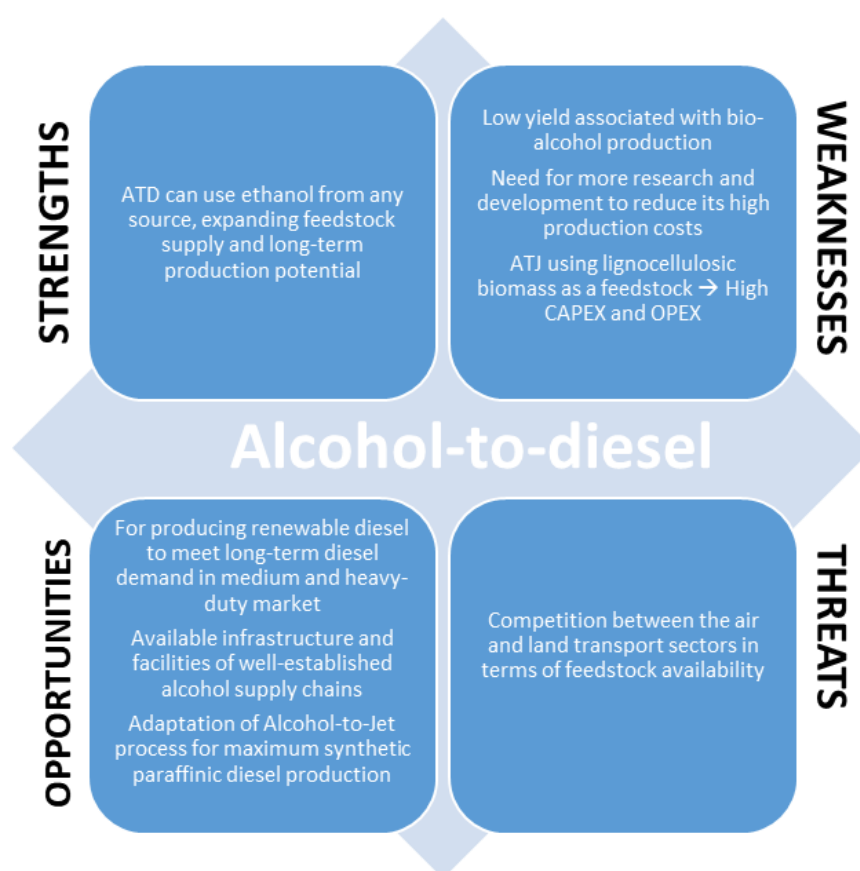 STRENGTHS
ATD can use ethanol from any
source, expanding feedstock
supply and long-term
production potential
WEAKNESSES
Low yield associated with bio-
alcohol production
Need for more research and
development to reduce its high
production costs
ATJ using lignocellulosic
biomass as a feedstock → High
CAPEX and OPEX
Alcohol-to-diesel
OPPORTUNITIES
For producing renewable diesel
to meet long-term diesel
demand in medium and heavy-
duty market
Available infrastructure and
facilities of well-established
alcohol supply chains
Adaptation of Alcohol-to-Jet
process for maximum synthetic
paraffinic diesel production
THREATS
Competition between the air
and land transport sectors in
terms of feedstock availability